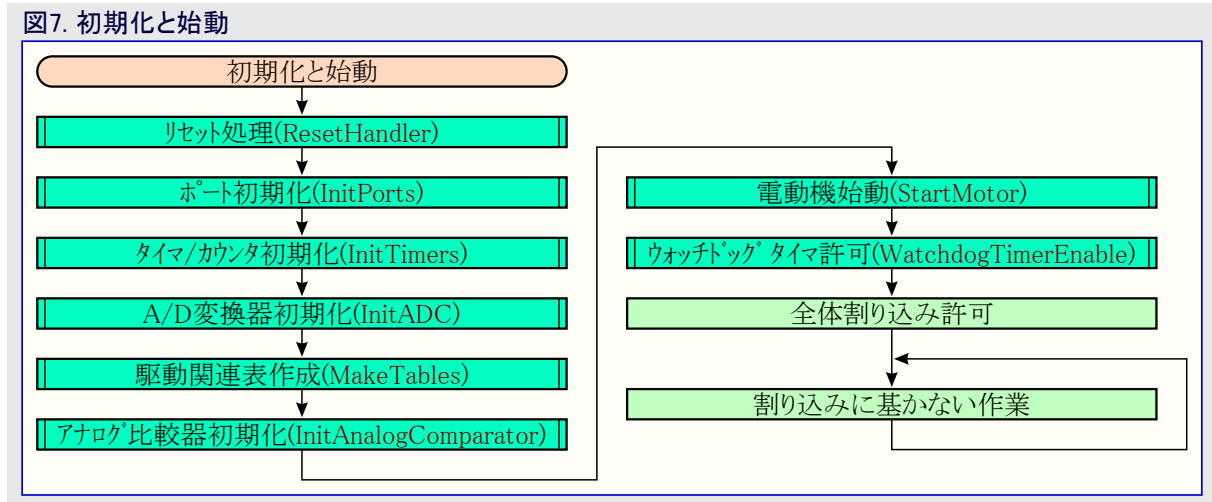 図7. 初期化と始動
初期化と始動
リセット処理(ResetHandler)
ポート初期化(InitPorts)
タイマ/カウンタ初期化(InitTimers)
A/D変換器初期化(InitADC)
駆動関連表作成(MakeTables)
アナログ比較器初期化(InitAnalogComparator)
電動機始動(StartMotor)
ウォッチドッグ タイマ許可(WatchdogTimerEnable)
全体割り込み許可
割り込みに基かない作業